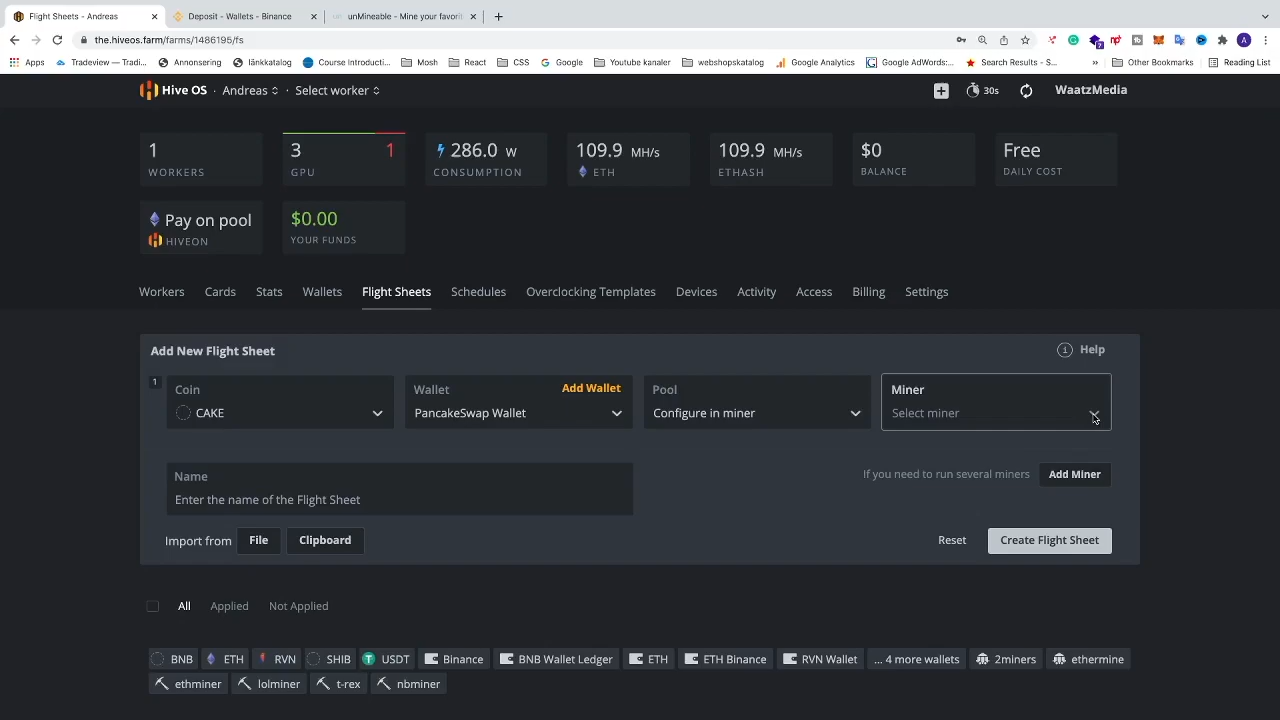 Flight Sheets - Andreas
Deposit - Wallets - Binance
unMineable - Mine your favorit
the.hiveos.farm/farms/1486195/fs
Apps
Tradeview — Tradi...
Annonsering
länkkatalog
Course Introducti...
Mosh
React
CSS
Google
Youtube kanaler
webshopskatalog
Google Analytics
Google AdWords:...
Search Results - S...
Other Bookmarks
Reading List
Hive OS
Andreas
Select worker
30s
WaatzMedia
1
WORKERS
3 1
GPU
286.0 W
CONSUMPTION
109.9 MH/s
ETH
109.9 MH/s
ETHASH
$0
BALANCE
Free
DAILY COST
Pay on pool
HIVEON
$0.00
YOUR FUNDS
Workers
Cards
Stats
Wallets
Flight Sheets
Schedules
Overclocking Templates
Devices
Activity
Access
Billing
Settings
Add New Flight Sheet
Help
1
Coin
CAKE
Wallet
Add Wallet
PancakeSwap Wallet
Pool
Configure in miner
Miner
Select miner
Name
Enter the name of the Flight Sheet
If you need to run several miners
Add Miner
Import from
File
Clipboard
Reset
Create Flight Sheet
All
Applied
Not Applied
BNB
ETH
RVN
SHIB
USDT
Binance
BNB Wallet Ledger
ETH
ETH Binance
RVN Wallet
... 4 more wallets
2miners
ethermine
ethminer
lolminer
t-rex
nbminer